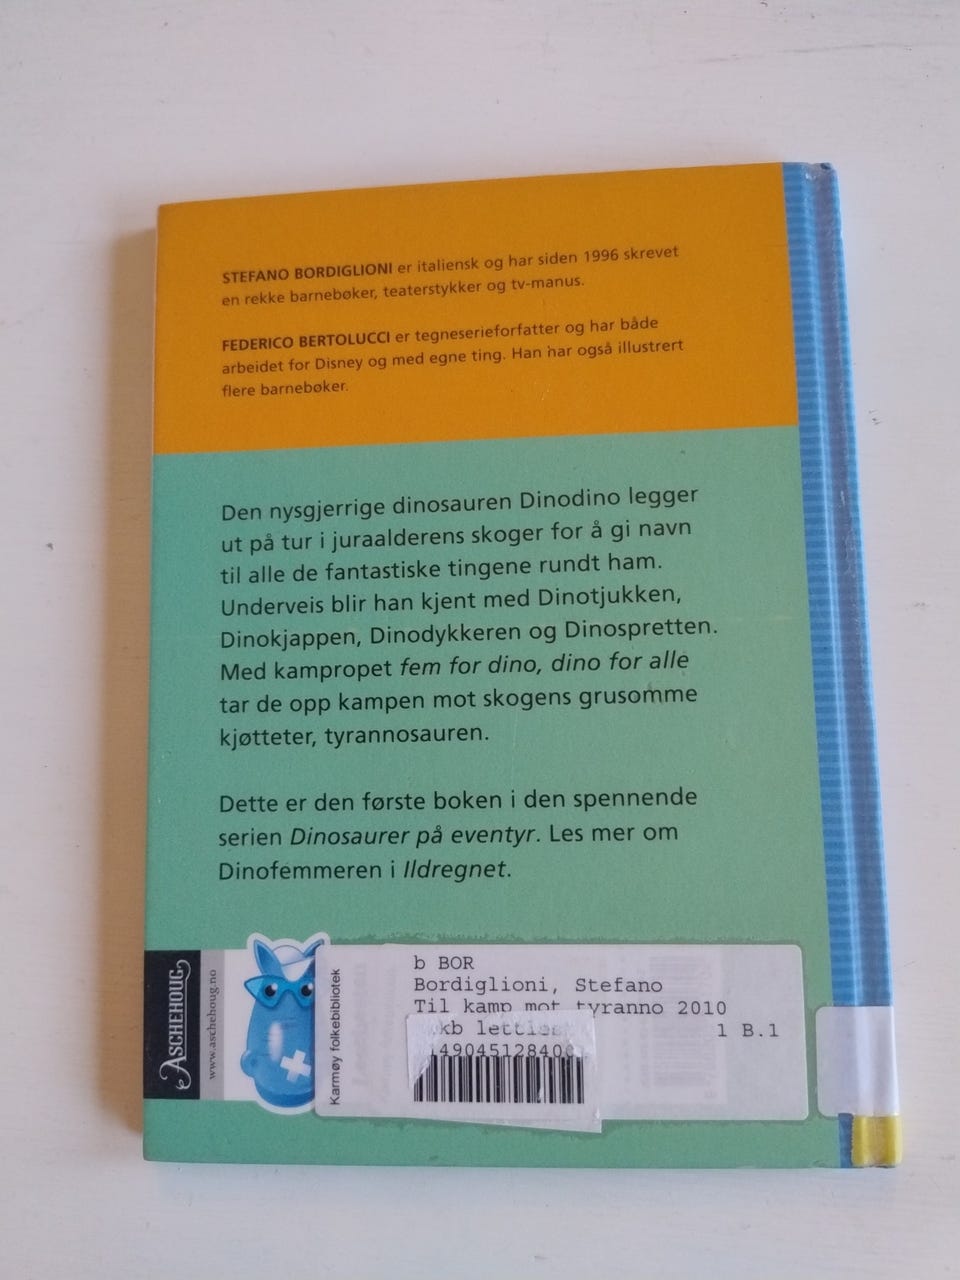 STEFANO BORDIGLIONI er italiensk og har siden 1996 skrevet
en rekke barnebøker, teaterstykker og tv-manus.
FEDERICO BERTOLUCCI er tegneserieforfatter og har både
arbeidet for Disney og med egne ting. Han har også illustrert
flere barnebøker.
Den nysgjerrige dinosauren Dinodino legger
ut på tur i juraalderens skoger for å gi navn
til alle de fantastiske tingene rundt ham.
Underveis blir han kjent med Dinotjukken,
Dinokjappen, Dinodykkeren og Dinospretten.
Med kampropet fem for dino, dino for alle
tar de opp kampen mot skogens grusomme
kjøtteter, tyrannosauren.
Dette er den første boken i den spennende
serien Dinosaurer på eventyr. Les mer om
Dinofemmeren i Ildregnet.
ASCHEHOUG
www.aschehoug.no
Karmøy folkebibliotek
b BOR
Bordiglioni, Stefano
Til kamp mot tyranno 2010
1 B.1